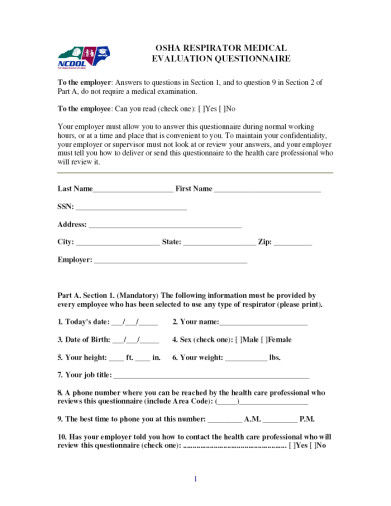 NCDOL
OSHA RESPIRATOR MEDICAL
EVALUATION QUESTIONNAIRE
To the employer: Answers to questions in Section 1, and to question 9 in Section 2 of
Part A, do not require a medical examination.
To the employee: Can you read (check one): [ ]Yes [ ]No
Your employer must allow you to answer this questionnaire during normal working
hours, or at a time and place that is convenient to you. To maintain your confidentiality,
your employer or supervisor must not look at or review your answers, and your employer
must tell you how to deliver or send this questionnaire to the health care professional who
will review it.
Last Name______________________ First Name _____________________________
SSN: ______________________________
Address: __________________________________________
City: ______________________ State: ____________________ Zip: __________
Employer: __________________________________________
Part A. Section 1. (Mandatory) The following information must be provided by
every employee who has been selected to use any type of respirator (please print).
1. Today's date: ___/___/_____ 2. Your name:________________________
3. Date of Birth: ___/___/_____ 4. Sex (check one): [ ]Male [ ]Female
5. Your height: ____ ft. ____ in. 6. Your weight: ___________ lbs.
7. Your job title: ______________________________________________
8. A phone number where you can be reached by the health care professional who
reviews this questionnaire (include Area Code): (_____)________________
9. The best time to phone you at this number: _________ A.M. _________ P.M.
10. Has your employer told you how to contact the health care professional who will
review this questionnaire (check one): ...................................................... [ ]Yes [ ]No
1